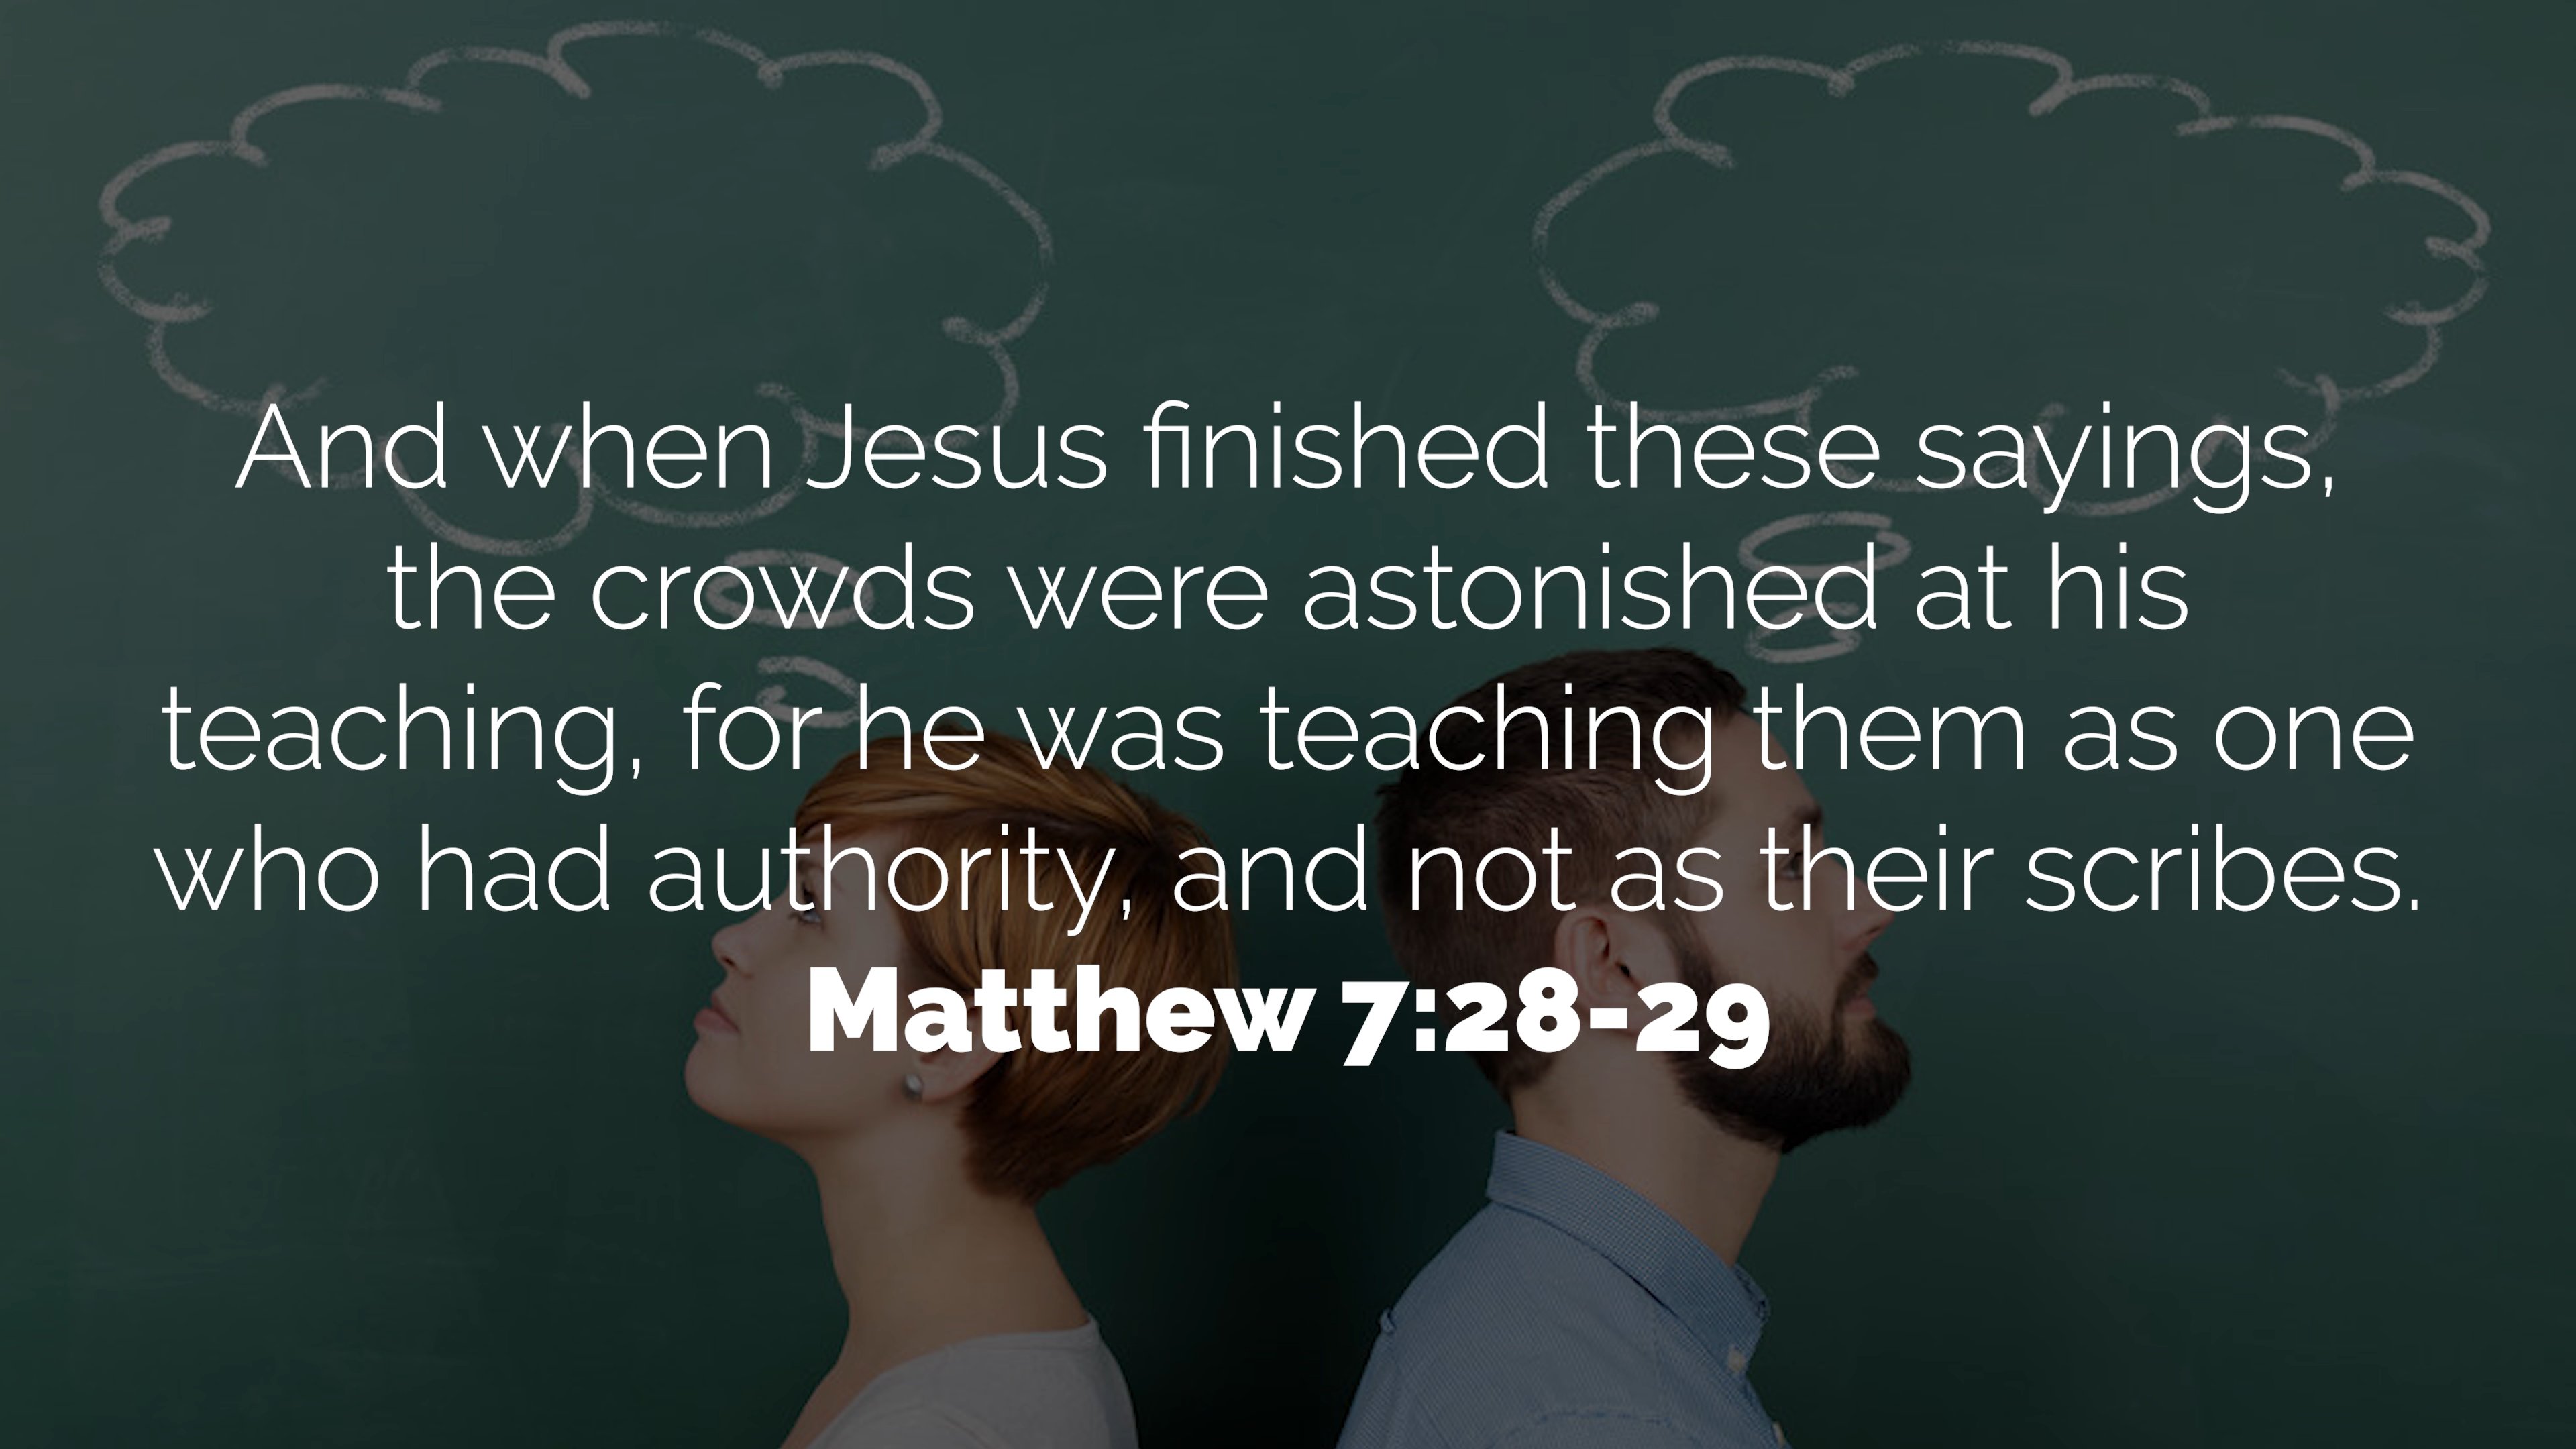 And when Jesus finished these sayings,
the crowds were astonished at his
teaching, for he was teaching them as one
who had authority, and not as their scribes.
Matthew 7:28-29